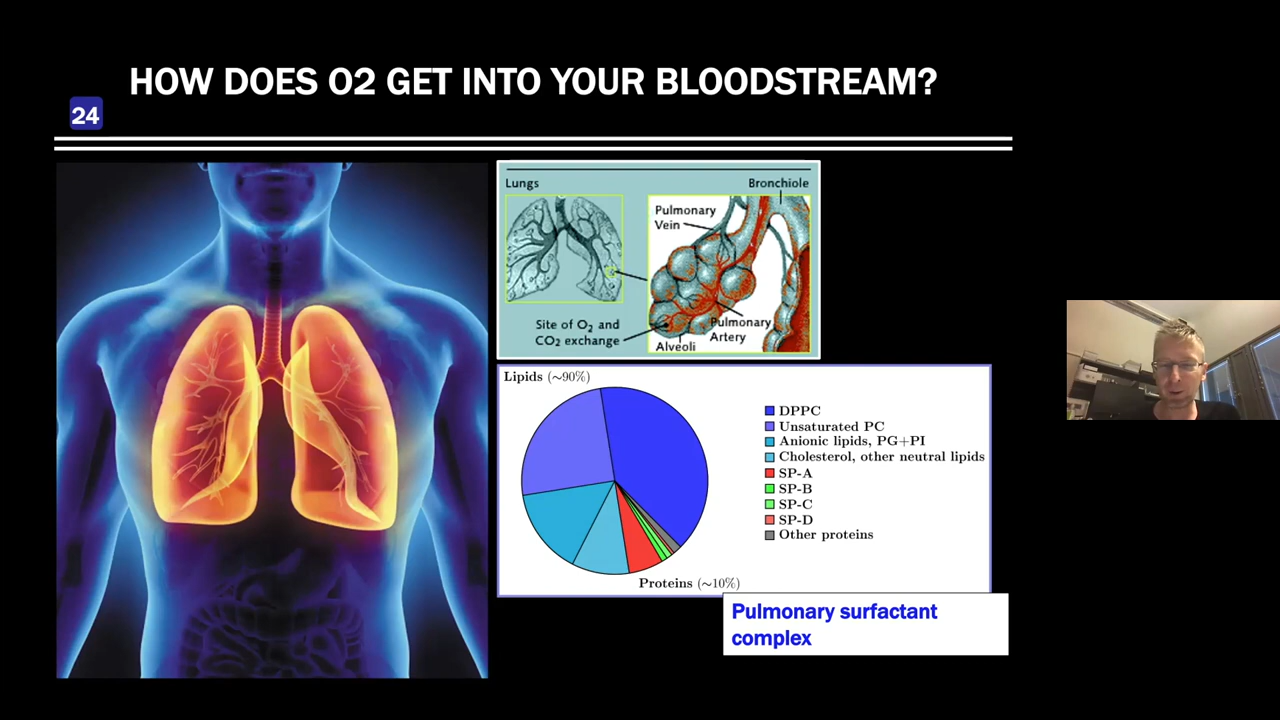 HOW DOES O2 GET INTO YOUR BLOODSTREAM?
24
Lungs
Bronchiole
Pulmonary
Vein
Site of O₂ and
CO₂ exchange
Pulmonary
Artery
Alveoli
Lipids (~90%)
DPPC
Unsaturated PC
Anionic lipids, PG+PI
Cholesterol, other neutral lipids
SP-A
SP-B
SP-C
SP-D
Other proteins
Proteins (~10%)
Pulmonary surfactant
complex